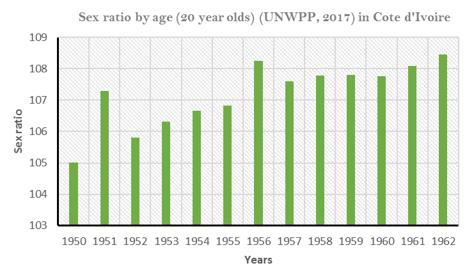 Sex ratio by age (20 year olds) (UNWPP, 2017) in Cote d'Ivoire
109
108
107
106
105
104
103
Sex ratio
1950 1951 1952 1953 1954 1955 1956 1957 1958 1959 1960 1961 1962
Years